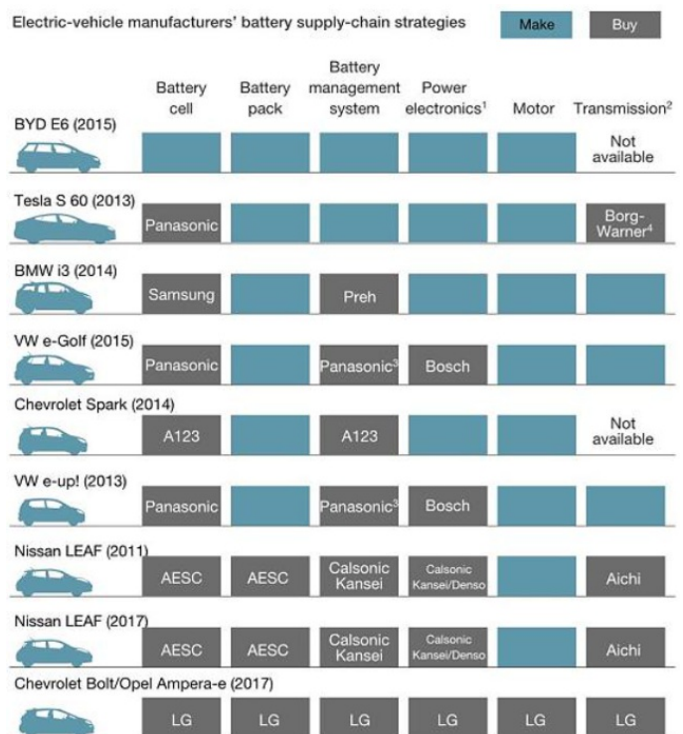 Electric-vehicle manufacturers' battery supply-chain strategies
Make
Buy
Battery cell
Battery pack
Battery management system
Power electronics¹
Motor
Transmission²
BYD E6 (2015)
Not available
Tesla S 60 (2013)
Panasonic
Borg-Warner⁴
BMW i3 (2014)
Samsung
Preh
VW e-Golf (2015)
Panasonic
Panasonic³
Bosch
Chevrolet Spark (2014)
A123
A123
Not available
VW e-up! (2013)
Panasonic
Panasonic³
Bosch
Nissan LEAF (2011)
AESC
AESC
Calsonic Kansei
Calsonic Kansei/Denso
Aichi
Nissan LEAF (2017)
AESC
AESC
Calsonic Kansei
Calsonic Kansei/Denso
Aichi
Chevrolet Bolt/Opel Ampera-e (2017)
LG
LG
LG
LG
LG
LG